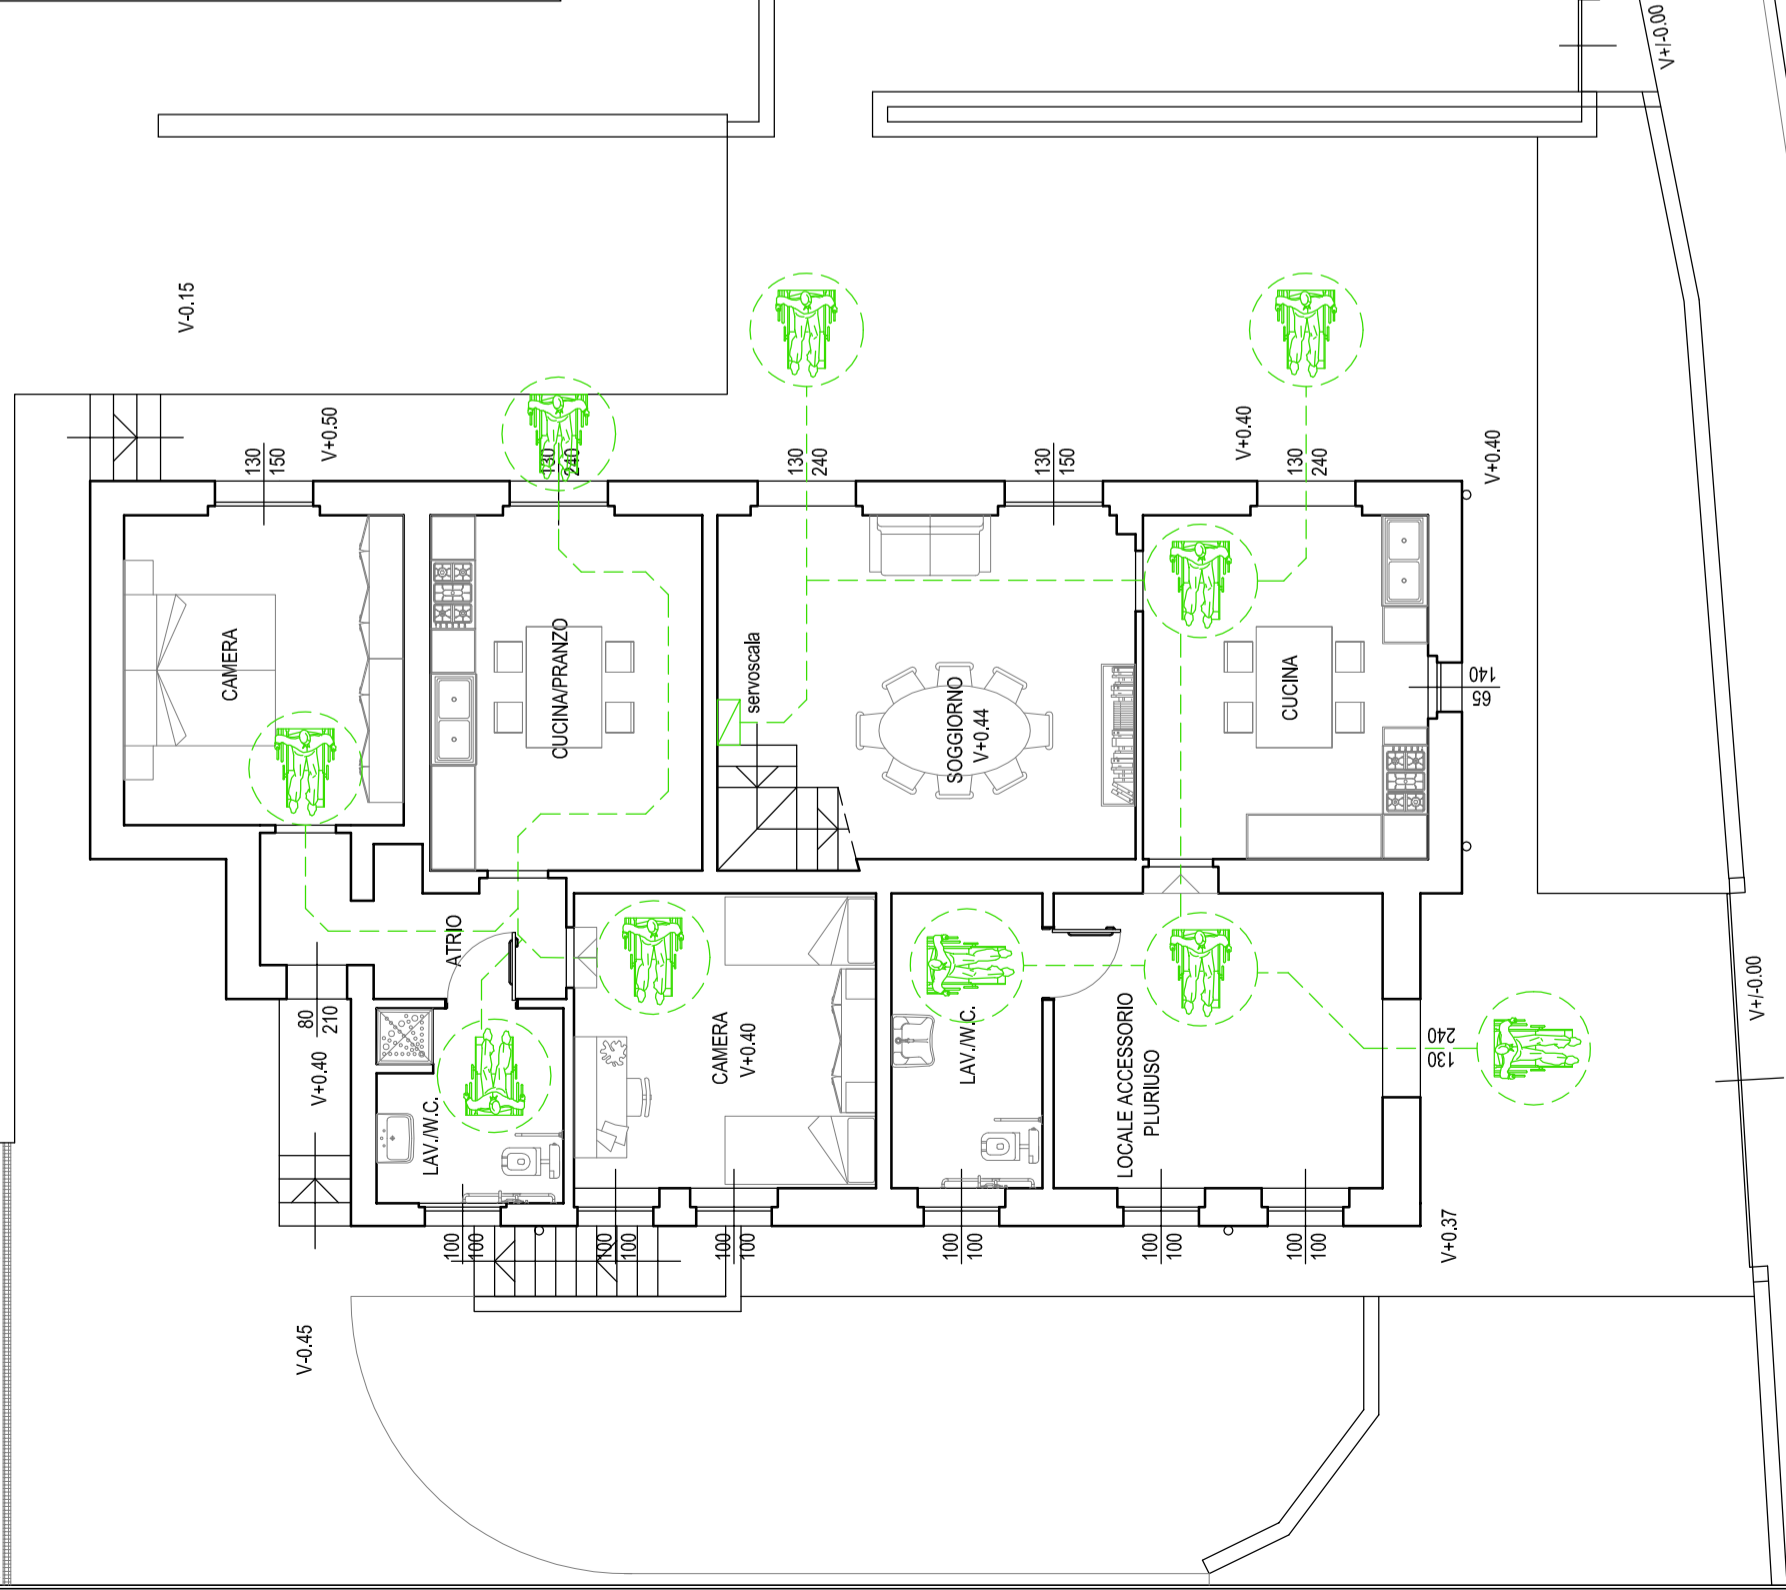 V+/-0.00
V-0.15
V+0.50
130
150
130
240
130
240
130
150
V+0.40
130
240
V+0.40
CAMERA
CUCINA/PRANZO
servoscala
SOGGIORNO
V+0.44
CUCINA
65
140
ATRIO
80
210
V+0.40
LAV./W.C.
CAMERA
V+0.40
LAV./W.C.
LOCALE ACCESSORIO
PLURIUSO
130
240
V+/-0.00
100
100
100
100
100
100
100
100
100
100
100
100
V+0.37
V-0.45